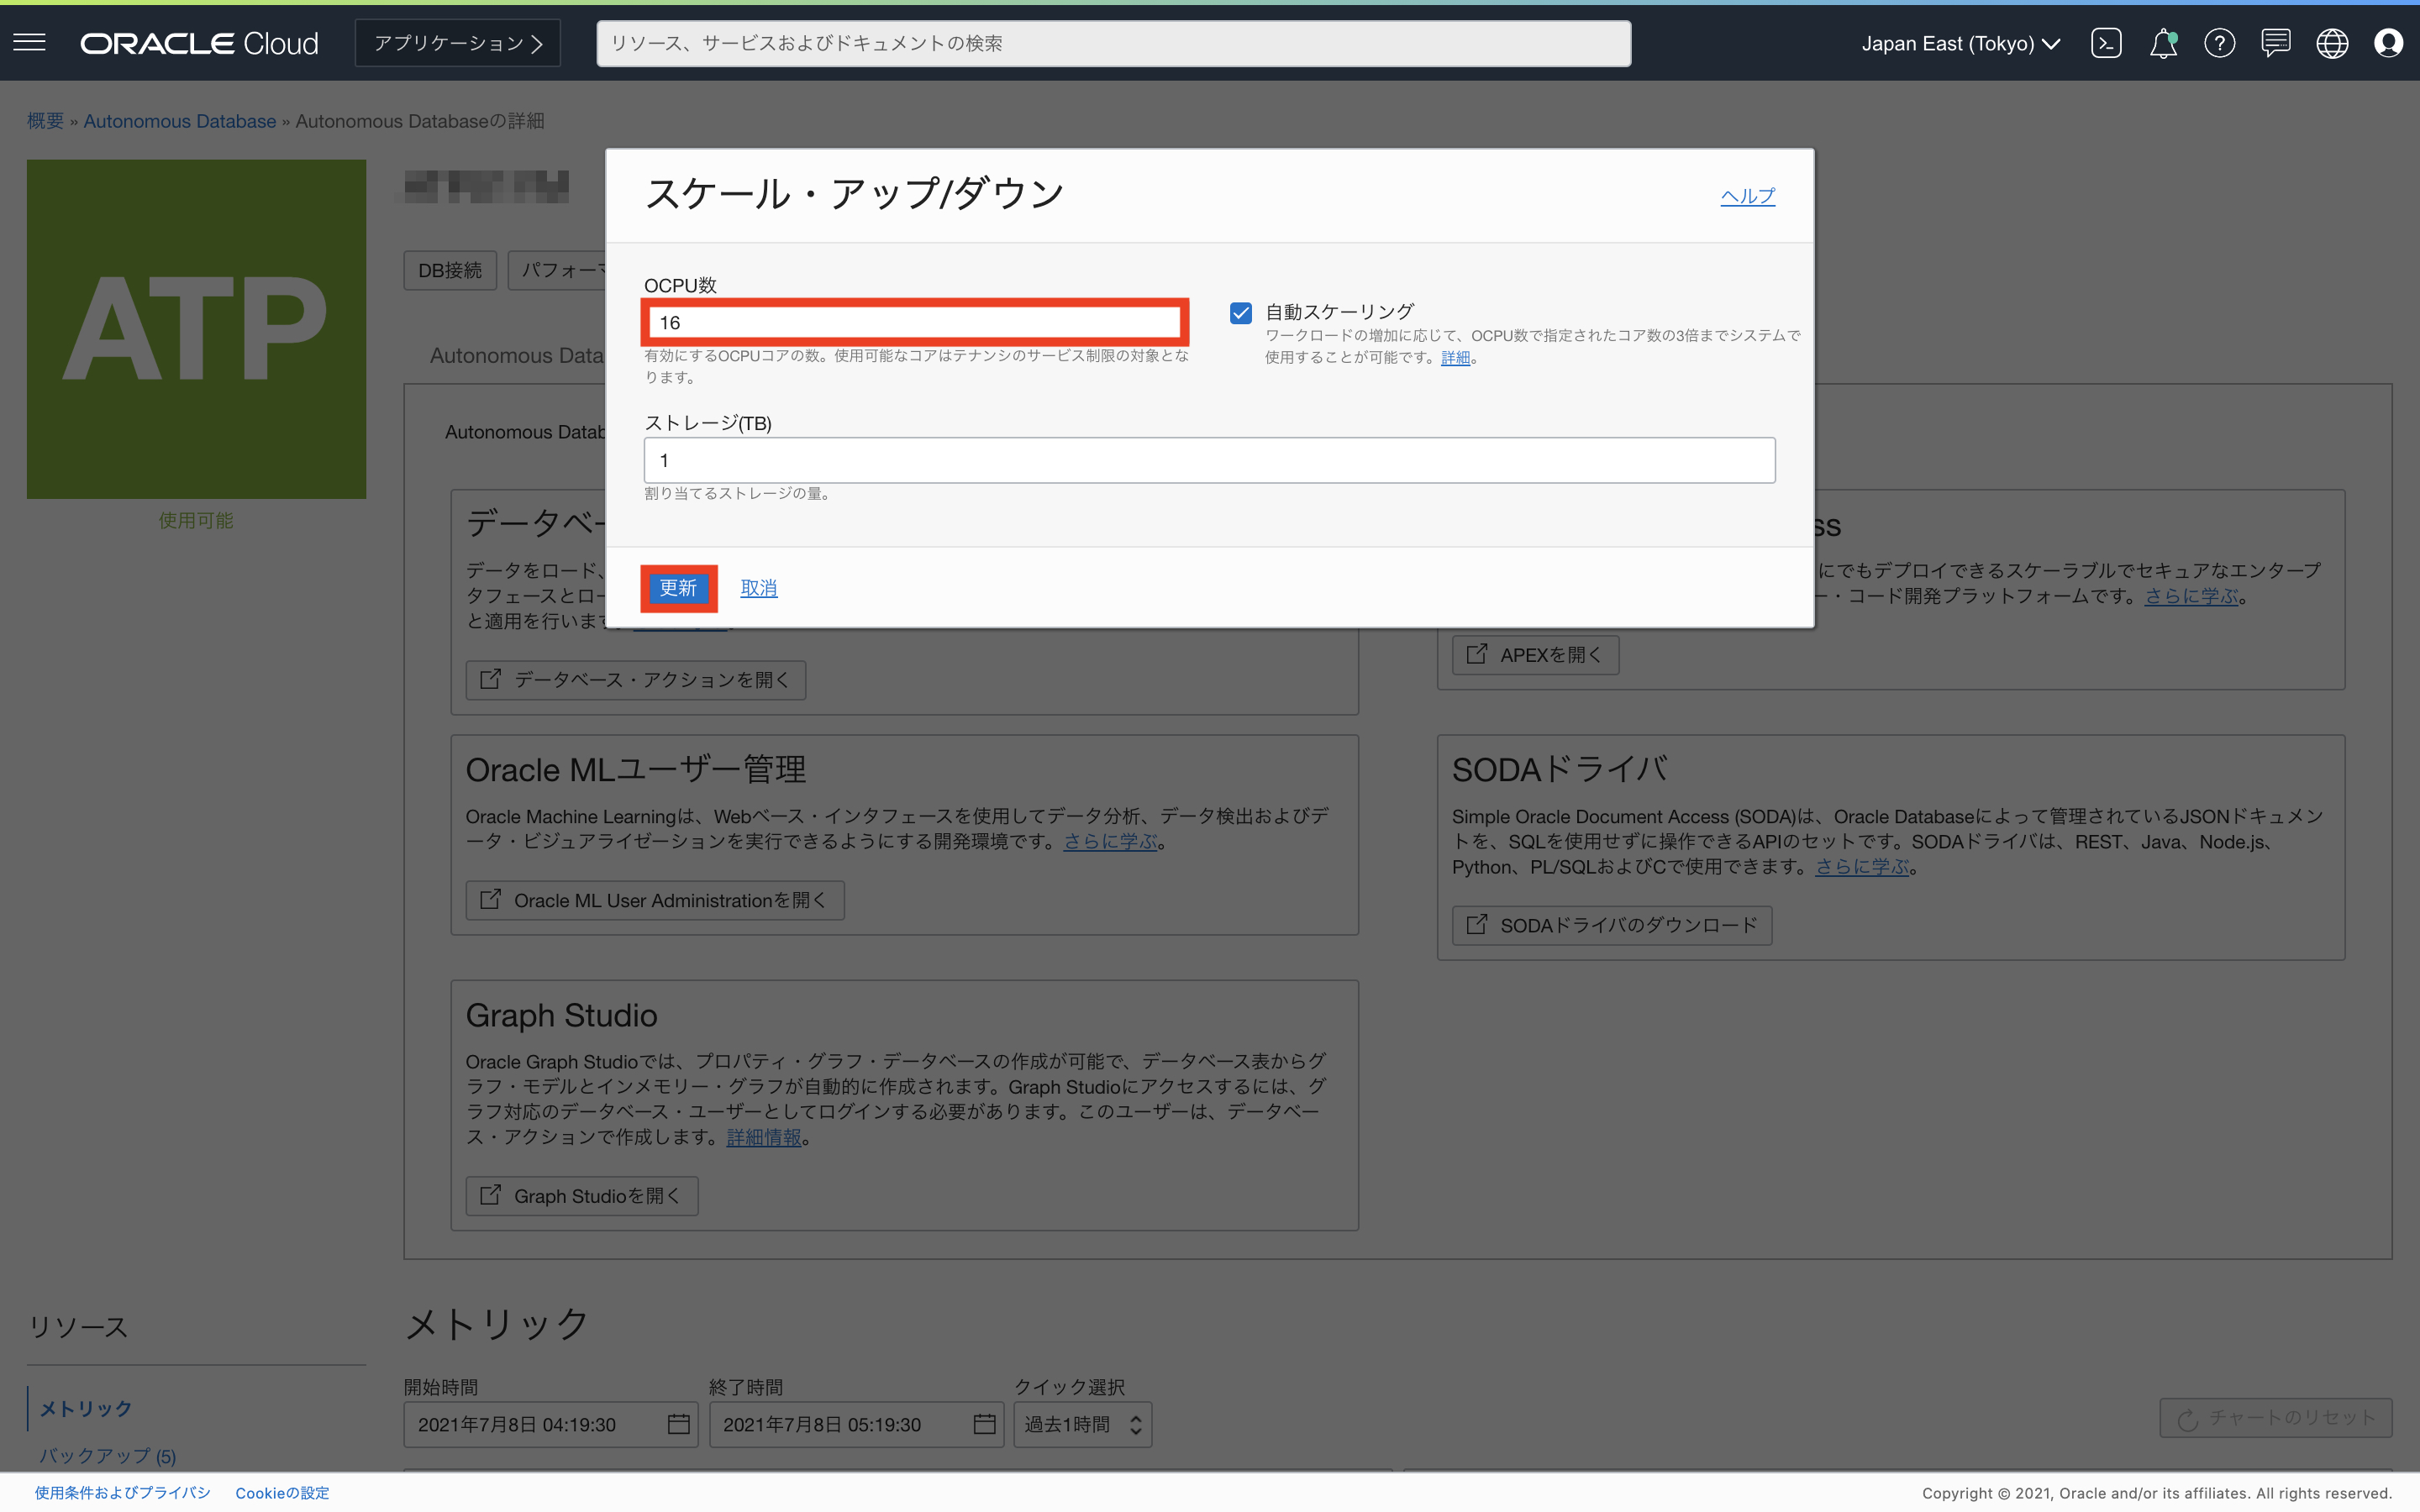 ORACLE Cloud
アプリケーション
リソース、サービスおよびドキュメントの検索
Japan East (Tokyo)
概要 » Autonomous Database » Autonomous Databaseの詳細
ATP
使用可能
DB接続
パフォーマ
Autonomous Data
Autonomous Datab
スケール・アップ/ダウン
ヘルプ
OCPU数
16
有効にするOCPUコアの数。使用可能なコアはテナンシのサービス制限の対象とな
ります。
自動スケーリング
ワークロードの増加に応じて、OCPU数で指定されたコア数の3倍までシステムで
使用することが可能です。詳細。
ストレージ(TB)
1
割り当てるストレージの量。
更新
取消
データベー
データをロード、
タフェースとロー
と適用を行います
データベース・アクションを開く
ss
にでもデプロイできるスケーラブルでセキュアなエンタープ
ー・コード開発プラットフォームです。さらに学ぶ。
APEXを開く
Oracle MLユーザー管理
Oracle Machine Learningは、Webベース・インタフェースを使用してデータ分析、データ検出およびデ
ータ・ビジュアライゼーションを実行できるようにする開発環境です。さらに学ぶ。
Oracle ML User Administrationを開く
SODAドライバ
Simple Oracle Document Access (SODA)は、Oracle Databaseによって管理されているJSONドキュメン
トを、SQLを使用せずに操作できるAPIのセットです。SODAドライバは、REST、Java、Node.js、
Python、PL/SQLおよびCで使用できます。さらに学ぶ。
SODAドライバのダウンロード
Graph Studio
Oracle Graph Studioでは、プロパティ・グラフ・データベースの作成が可能で、データベース表からグ
ラフ・モデルとインメモリー・グラフが自動的に作成されます。Graph Studioにアクセスするには、グ
ラフ対応のデータベース・ユーザーとしてログインする必要があります。このユーザーは、データベー
ス・アクションで作成します。詳細情報。
Graph Studioを開く
リソース
メトリック
バックアップ (5)
メトリック
開始時間
2021年7月8日 04:19:30
終了時間
2021年7月8日 05:19:30
クイック選択
過去1時間
チャートのリセット
使用条件およびプライバシ
Cookieの設定
Copyright © 2021, Oracle and/or its affiliates. All rights reserved.